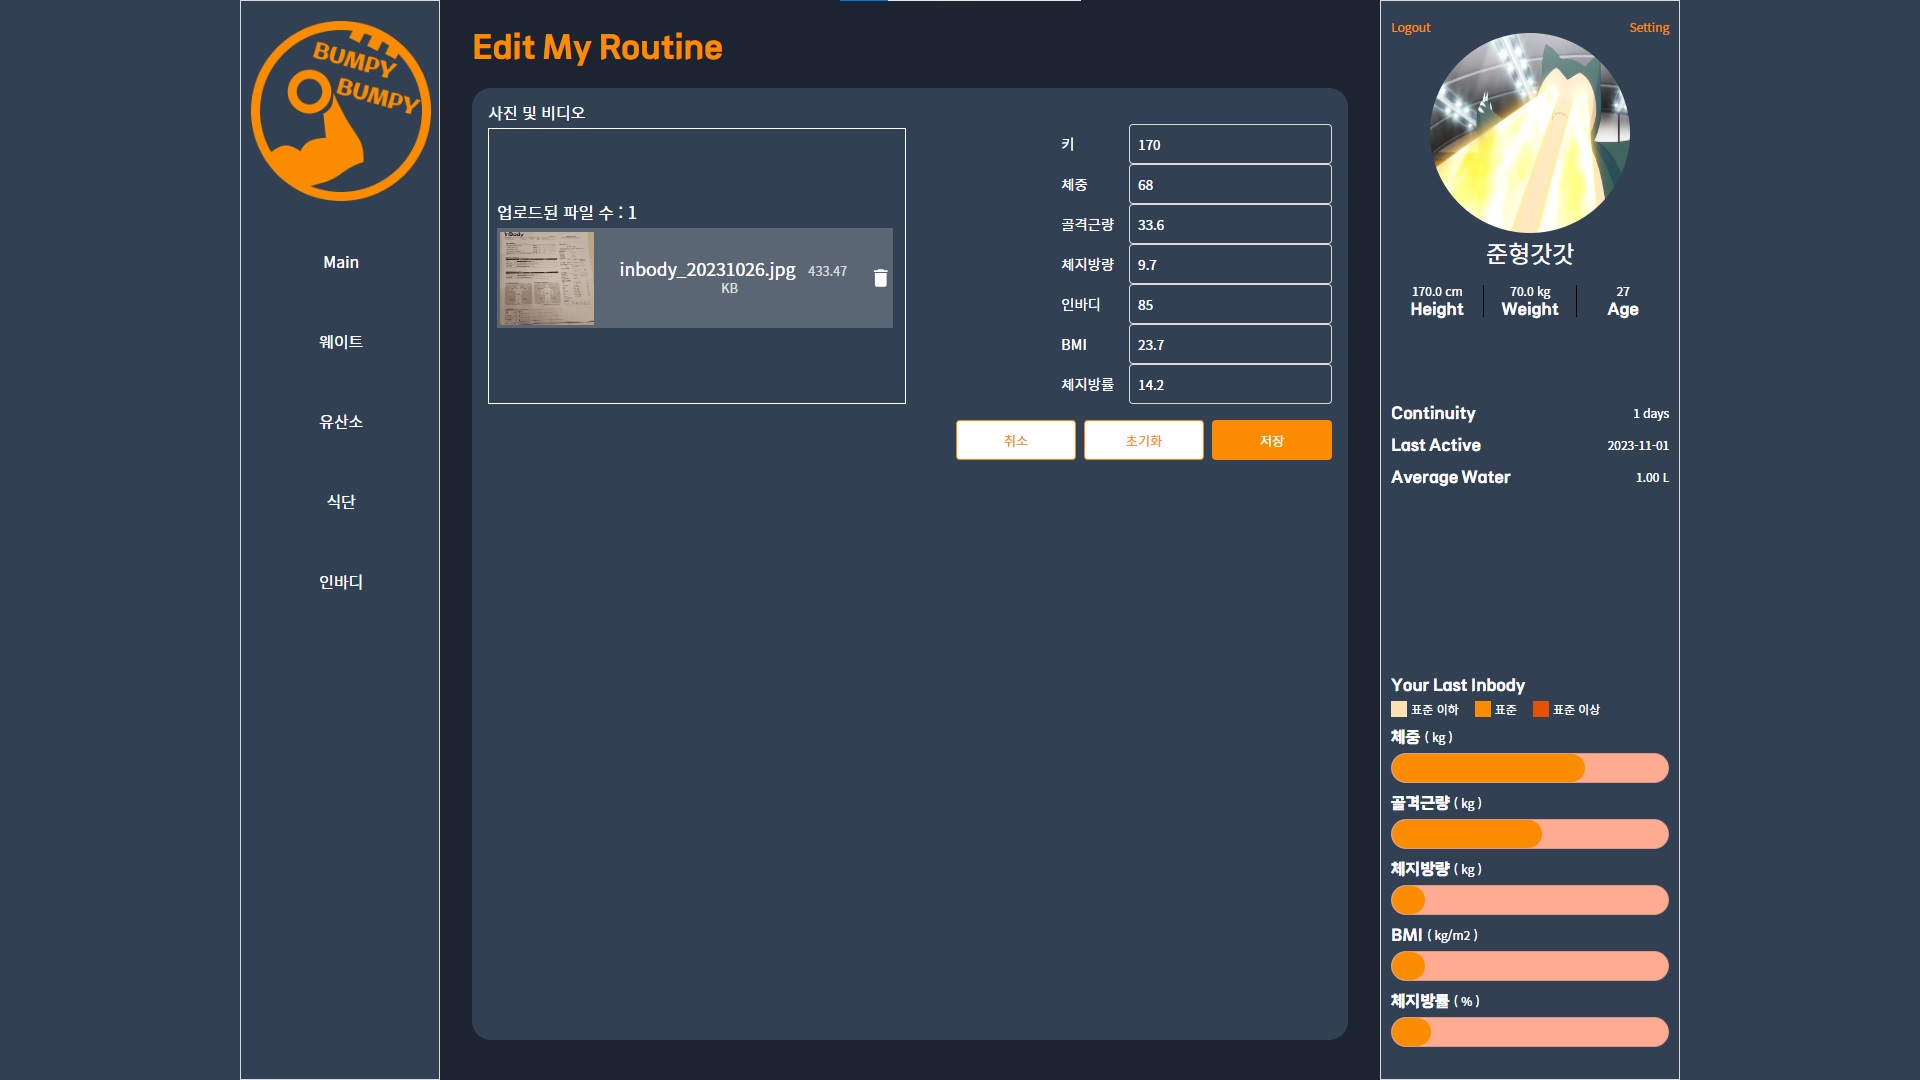 BUMPY
BUMPY
Main
웨이트
유산소
식단
인바디
Edit My Routine
사진 및 비디오
업로드된 파일 수 : 1
InBody
inbody_20231026.jpg 433.47
KB
키 170
체중 68
골격근량 33.6
체지방량 9.7
인바디 85
BMI 23.7
체지방률 14.2
취소 초기화 저장
Logout Setting
준형갓갓
170.0 cm 70.0 kg 27
Height Weight Age
Continuity 1 days
Last Active 2023-11-01
Average Water 1.00 L
Your Last Inbody
표준 이하 표준 표준 이상
체중 ( kg )
골격근량 ( kg )
체지방량 ( kg )
BMI ( kg/m2 )
체지방률 ( % )